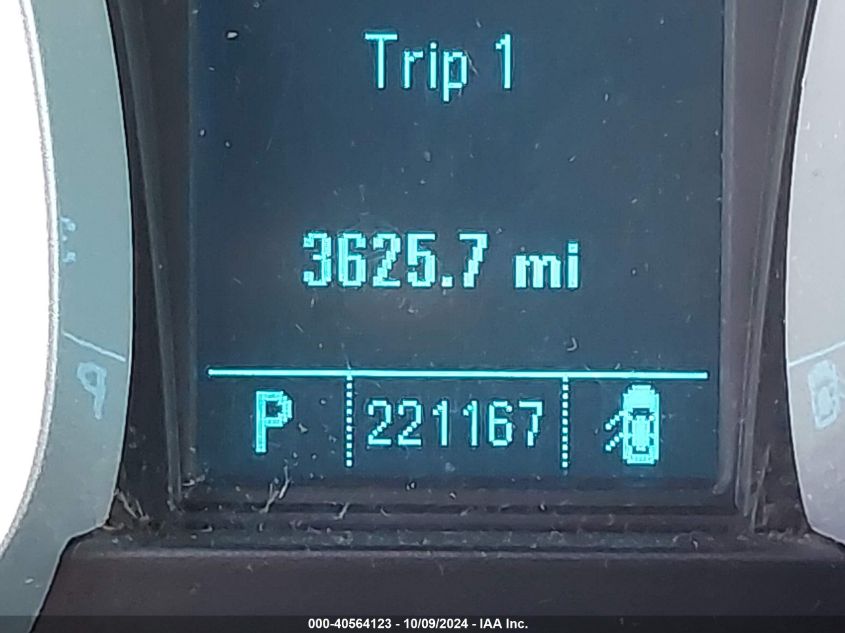 Trip 1
3625.7 mi
P 221167
000-40564123 - 10/09/2024 - IAA Inc.